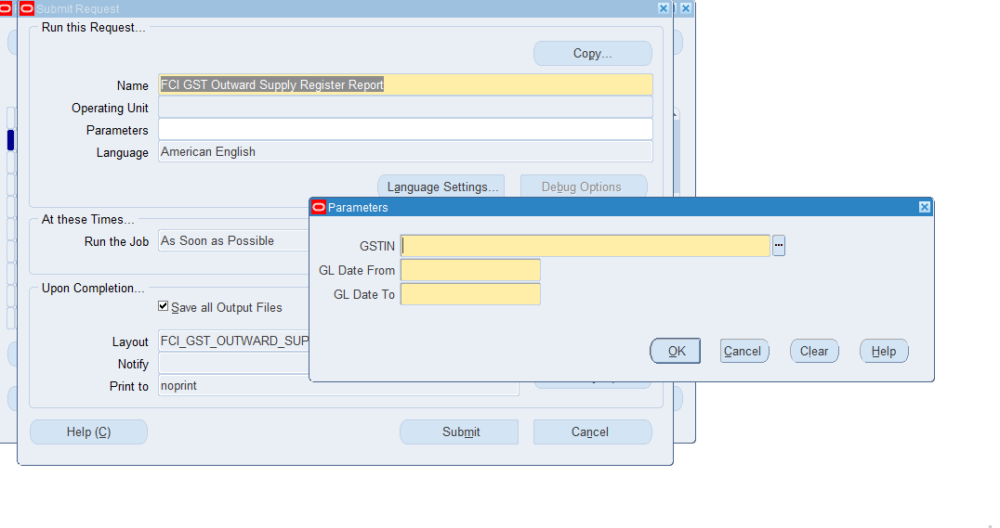 Submit Request
Run this Request...
Copy...
Name FCI GST Outward Supply Register Report
Operating Unit
Parameters
Language American English
Language Settings... Debug Options
Parameters
At these Times...
Run the Job As Soon as Possible
GSTIN
GL Date From
GL Date To
Upon Completion...
Save all Output Files
Layout FCI_GST_OUTWARD_SUP
OK Cancel Clear Help
Notify
Print to noprint
Help (C) Submit Cancel